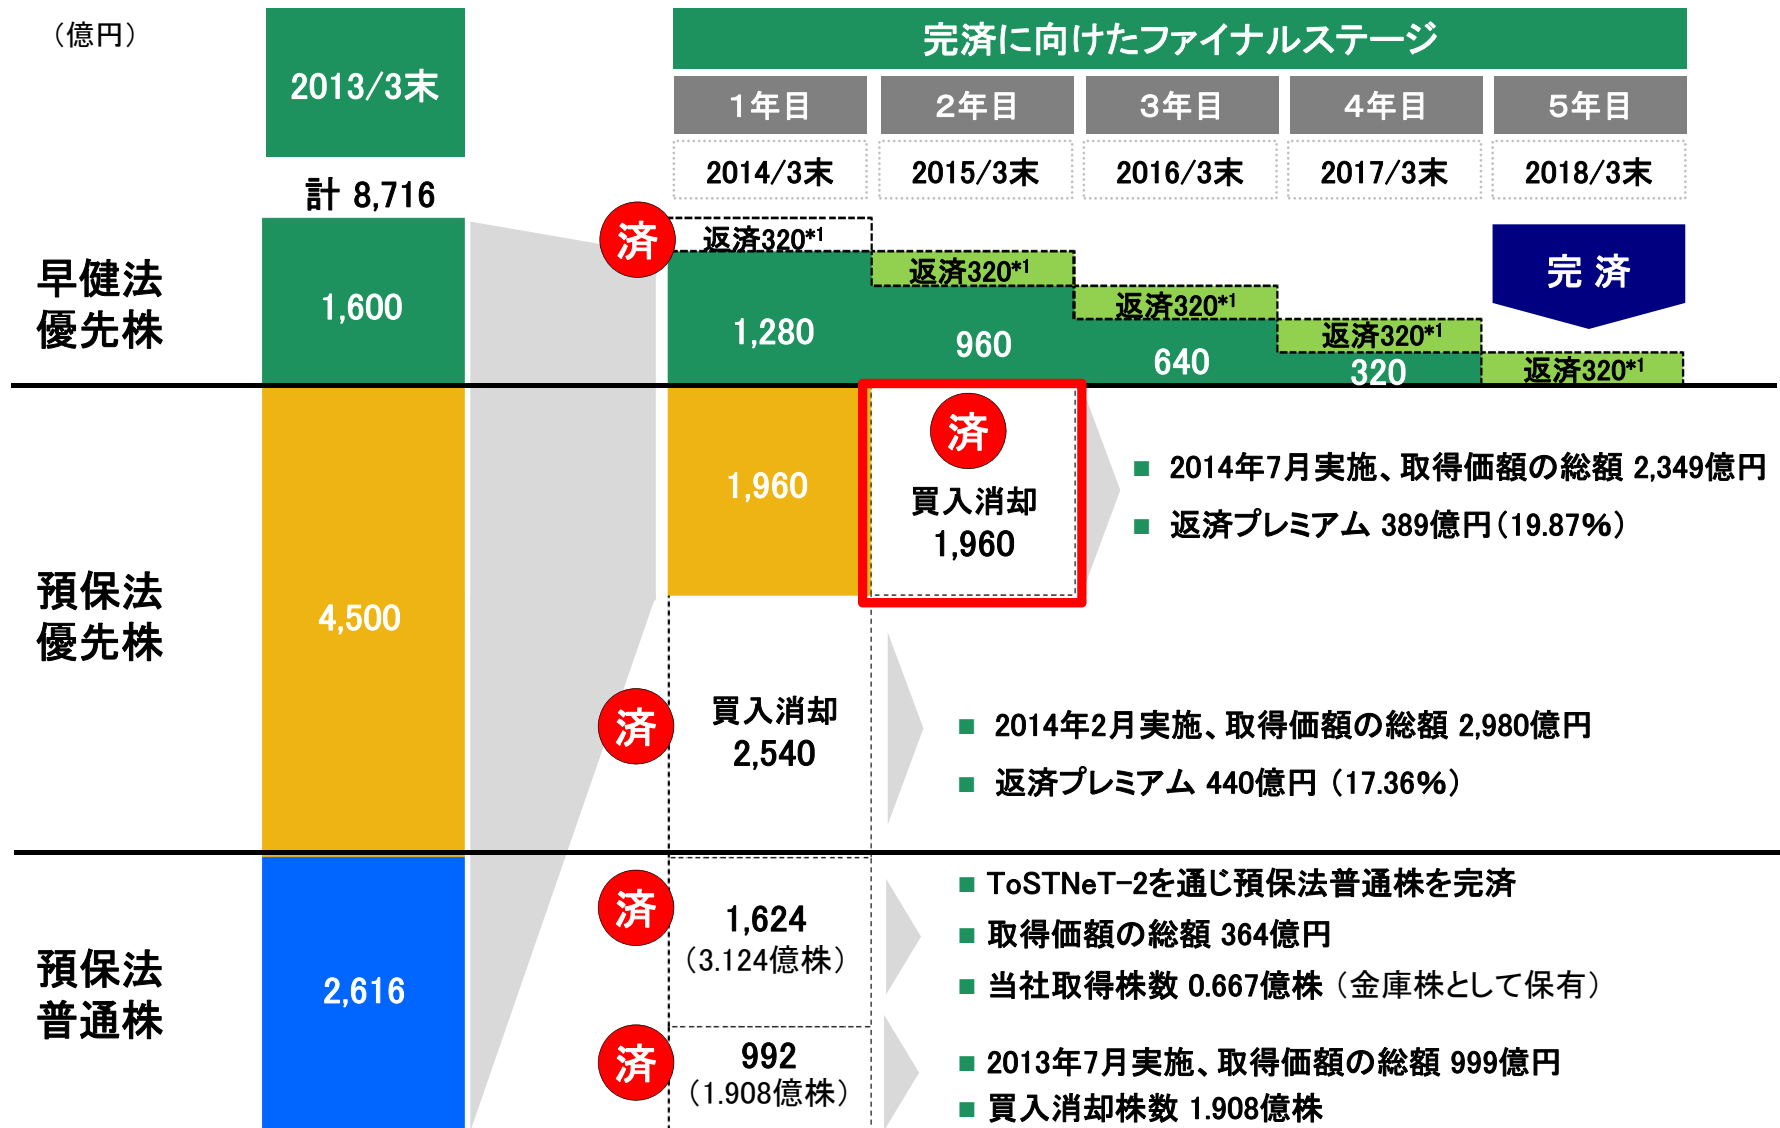 （億円）
2013/3末
計 8,716
完済に向けたファイナルステージ
1年目
2年目
3年目
4年目
5年目
2014/3末
2015/3末
2016/3末
2017/3末
2018/3末
早健法
優先株
1,600
済
返済320*1
1,280
返済320*1
960
返済320*1
640
返済320*1
320
完 済
返済320*1
預保法
優先株
4,500
1,960
済
買入消却
1,960
■ 2014年7月実施、取得価額の総額 2,349億円
■ 返済プレミアム 389億円（19.87%）
済
買入消却
2,540
■ 2014年2月実施、取得価額の総額 2,980億円
■ 返済プレミアム 440億円 （17.36%）
預保法
普通株
2,616
済
1,624
（3.124億株）
■ ToSTNeT-2を通じ預保法普通株を完済
■ 取得価額の総額 364億円
■ 当社取得株数 0.667億株 （金庫株として保有）
済
992
（1.908億株）
■ 2013年7月実施、取得価額の総額 999億円
■ 買入消却株数 1.908億株